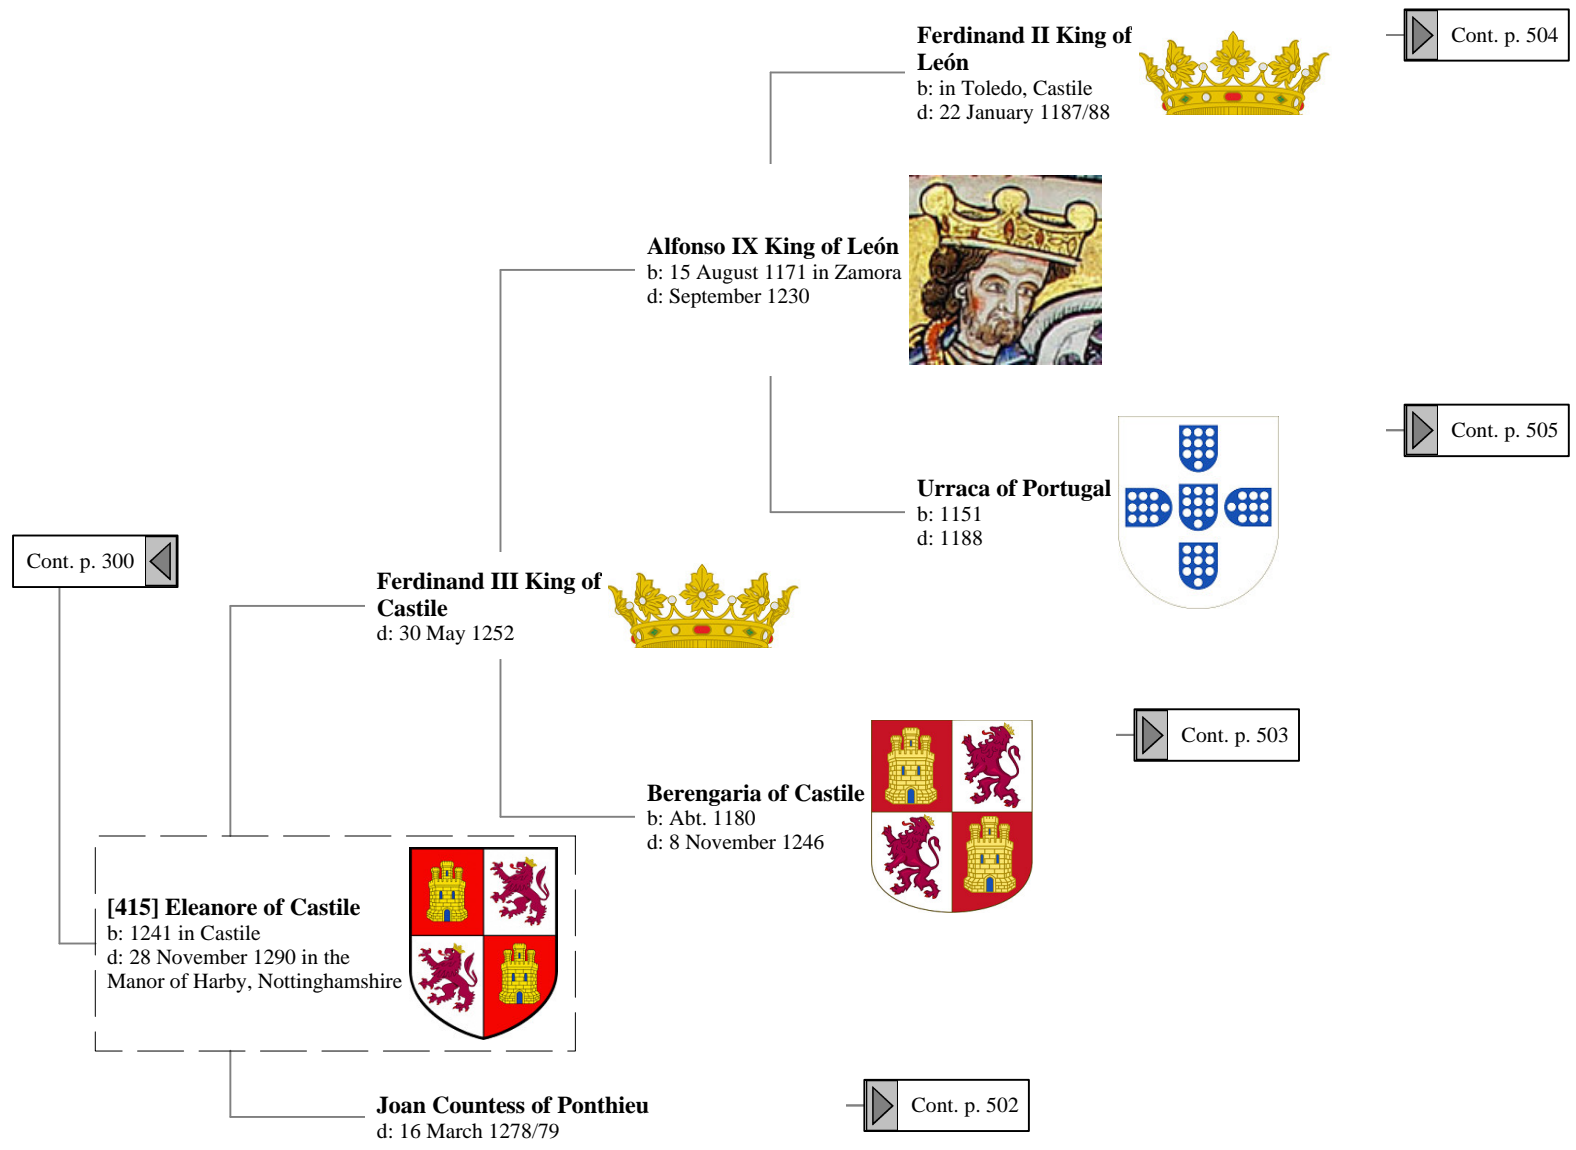 Ferdinand II King of
León
b: in Toledo, Castile
d: 22 January 1187/88
Cont. p. 504
Alfonso IX King of León
b: 15 August 1171 in Zamora
d: September 1230
Cont. p. 505
Urraca of Portugal
b: 1151
d: 1188
Cont. p. 300
Ferdinand III King of
Castile
d: 30 May 1252
Cont. p. 503
Berengaria of Castile
b: Abt. 1180
d: 8 November 1246
[415] Eleanore of Castile
b: 1241 in Castile
d: 28 November 1290 in the
Manor of Harby, Nottinghamshire
Joan Countess of Ponthieu
d: 16 March 1278/79
Cont. p. 502